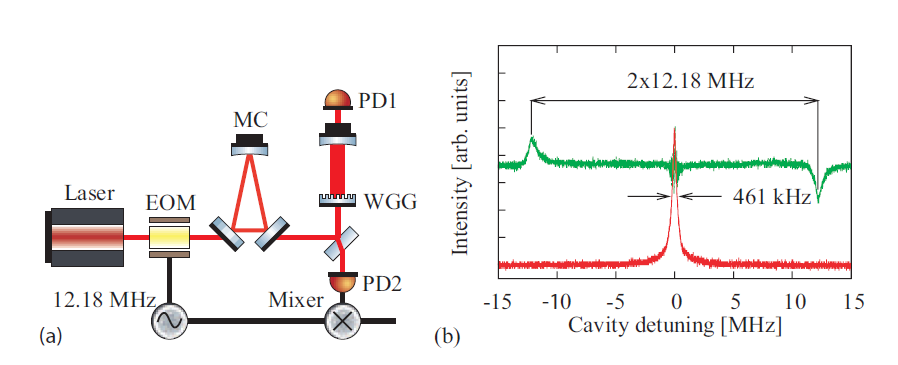 PD1
MC
Laser
EOM
WGG
PD2
12.18 MHz
Mixer
(a)
Intensity [arb. units]
2x12.18 MHz
461 kHz
-15 -10 -5 0 5 10 15
Cavity detuning [MHz]
(b)